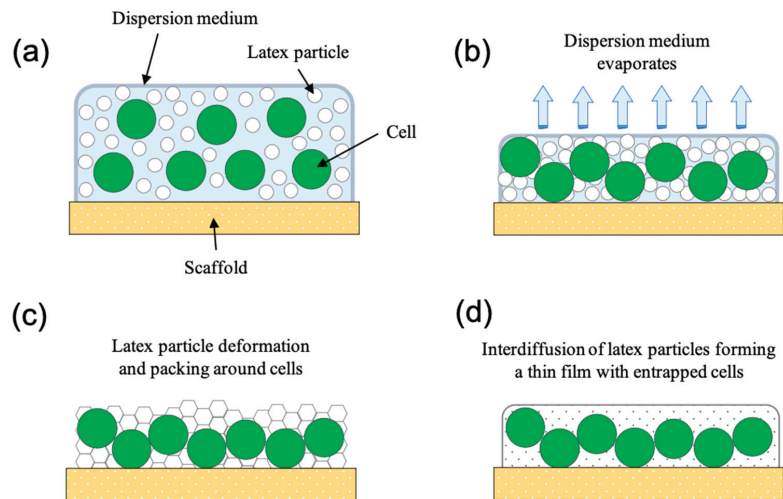 (a)
Dispersion medium
Latex particle
Cell
Scaffold
(b)
Dispersion medium
evaporates
(c)
Latex particle deformation
and packing around cells
(d)
Interdiffusion of latex particles forming
a thin film with entrapped cells